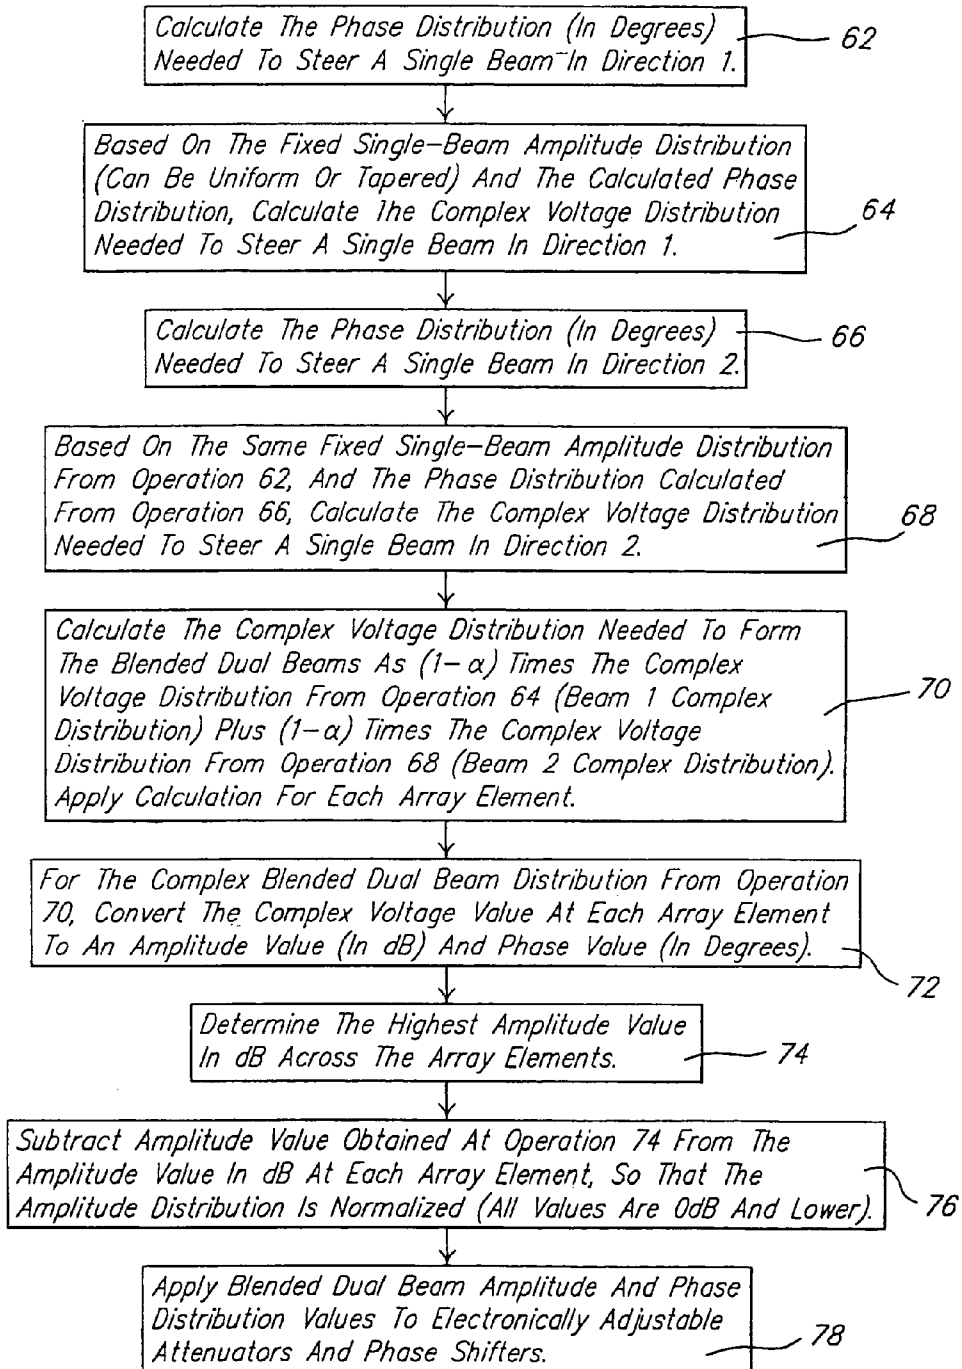 Calculate The Phase Distribution (In Degrees)
Needed To Steer A Single Beam In Direction 1.
62
Based On The Fixed Single-Beam Amplitude Distribution
(Can Be Uniform Or Tapered) And The Calculated Phase
Distribution, Calculate The Complex Voltage Distribution
Needed To Steer A Single Beam In Direction 1.
64
Calculate The Phase Distribution (In Degrees)
Needed To Steer A Single Beam In Direction 2.
66
Based On The Same Fixed Single-Beam Amplitude Distribution
From Operation 62, And The Phase Distribution Calculated
From Operation 66, Calculate The Complex Voltage Distribution
Needed To Steer A Single Beam In Direction 2.
68
Calculate The Complex Voltage Distribution Needed To Form
The Blended Dual Beams As (1-α) Times The Complex
Voltage Distribution From Operation 64 (Beam 1 Complex
Distribution) Plus (1-α) Times The Complex Voltage
Distribution From Operation 68 (Beam 2 Complex Distribution).
Apply Calculation For Each Array Element.
70
For The Complex Blended Dual Beam Distribution From Operation
70, Convert The Complex Voltage Value At Each Array Element
To An Amplitude Value (In dB) And Phase Value (In Degrees).
72
Determine The Highest Amplitude Value
In dB Across The Array Elements.
74
Subtract Amplitude Value Obtained At Operation 74 From The
Amplitude Value In dB At Each Array Element, So That The
Amplitude Distribution Is Normalized (All Values Are 0dB And Lower).
76
Apply Blended Dual Beam Amplitude And Phase
Distribution Values To Electronically Adjustable
Attenuators And Phase Shifters.
78